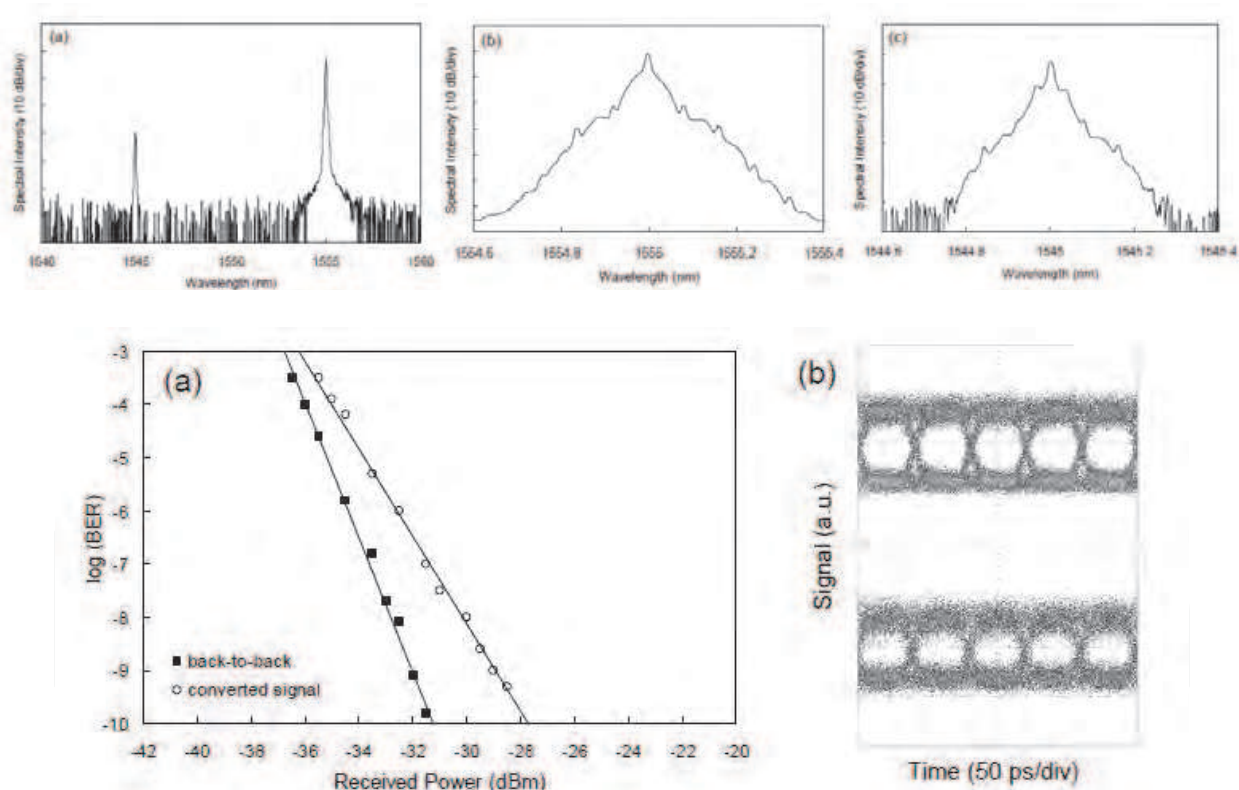 (a)
Spectral Intensity (10 dB/div)
1540 1545 1550 1555 1560
Wavelength (nm)
(b)
Spectral Intensity (10 dB/div)
1554.6 1554.8 1555 1555.2 1555.4
Wavelength (nm)
(c)
Spectral Intensity (10 dB/div)
1544.6 1544.8 1545 1545.2 1545.4
Wavelength (nm)
(a)
log (BER)
-3
-4
-5
-6
-7
-8
-9
-10
back-to-back
converted signal
-42 -40 -38 -36 -34 -32 -30 -28 -26 -24 -22 -20
Received Power (dBm)
(b)
Signal (a.u.)
Time (50 ps/div)